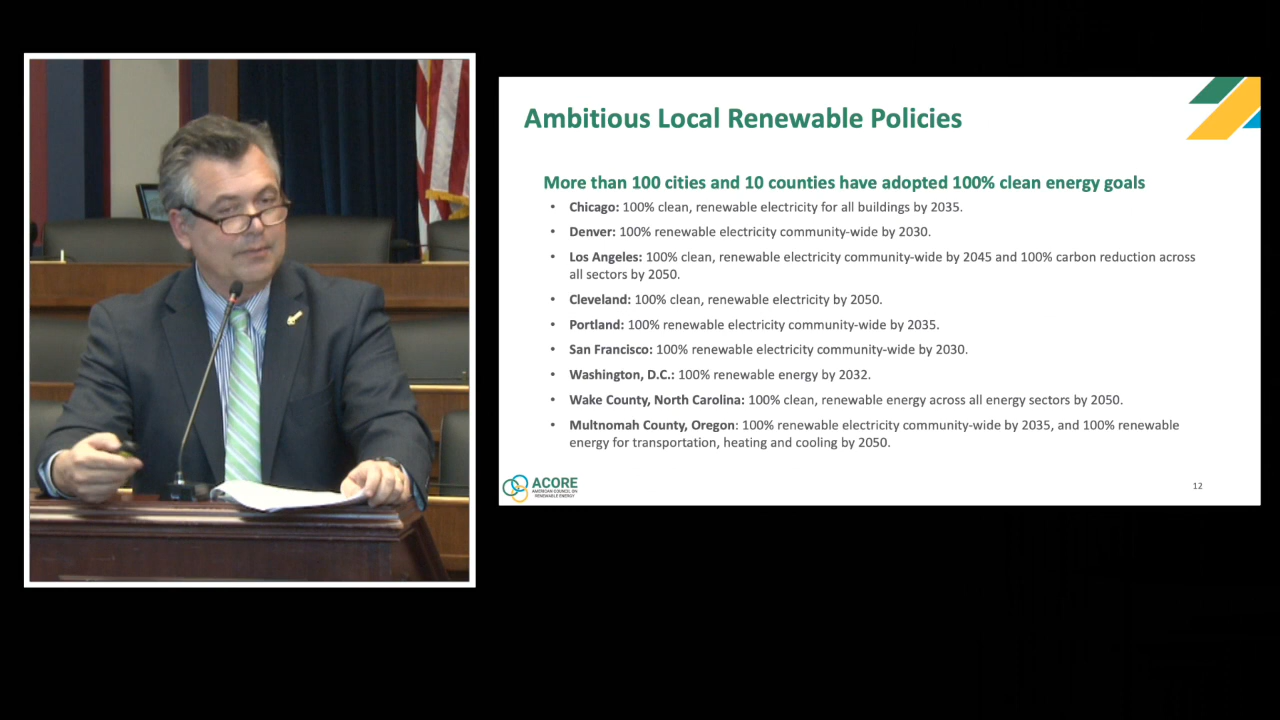 Ambitious Local Renewable Policies
More than 100 cities and 10 counties have adopted 100% clean energy goals
• Chicago: 100% clean, renewable electricity for all buildings by 2035.
• Denver: 100% renewable electricity community-wide by 2030.
• Los Angeles: 100% clean, renewable electricity community-wide by 2045 and 100% carbon reduction across
all sectors by 2050.
• Cleveland: 100% clean, renewable electricity by 2050.
• Portland: 100% renewable electricity community-wide by 2035.
• San Francisco: 100% renewable electricity community-wide by 2030.
• Washington, D.C.: 100% renewable energy by 2032.
• Wake County, North Carolina: 100% clean, renewable energy across all energy sectors by 2050.
• Multnomah County, Oregon: 100% renewable electricity community-wide by 2035, and 100% renewable
energy for transportation, heating and cooling by 2050.
ACORE
AMERICAN COUNCIL ON
RENEWABLE ENERGY
12